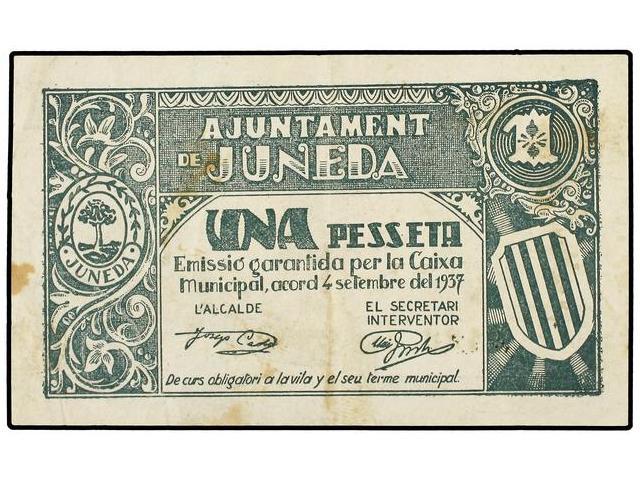 AJUNTAMENT
DE JUNEDA
1
JUNEDA
UNA PESSETA
Emissió garantida per la Caixa
Municipal, acord 4 setembre del 1937
L'ALCALDE
EL SECRETARI
INTERVENTOR
Josep
De curs obligatori a la vila y el seu terme municipal.